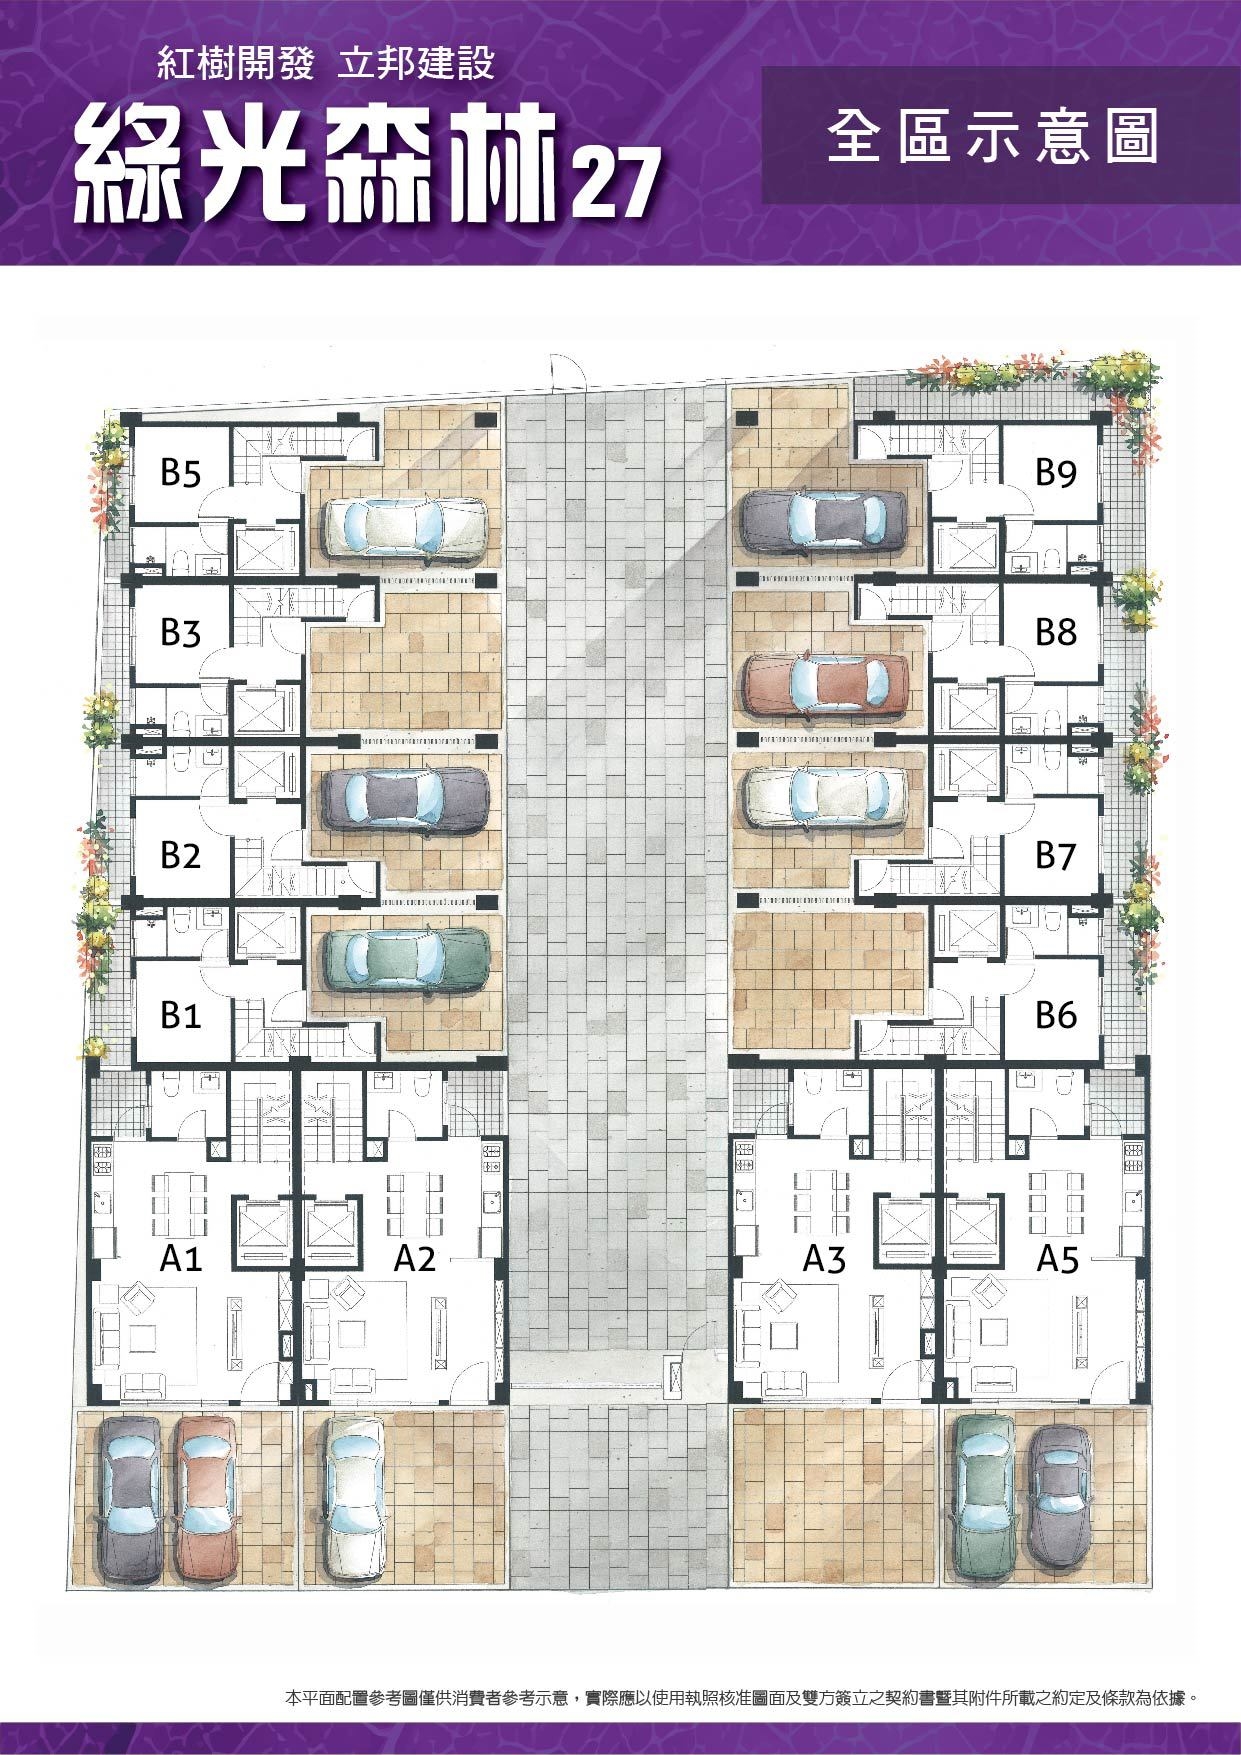 紅樹開發 立邦建設
綠光森林27
全區示意圖
B5
B9
B3
B8
B2
B7
B1
B6
A1
A2
A3
A5
本平面配置參考圖僅供消費者參考示意，實際應以使用執照核准圖面及雙方簽立之契約書暨其附件所載之約定及條款為依據。